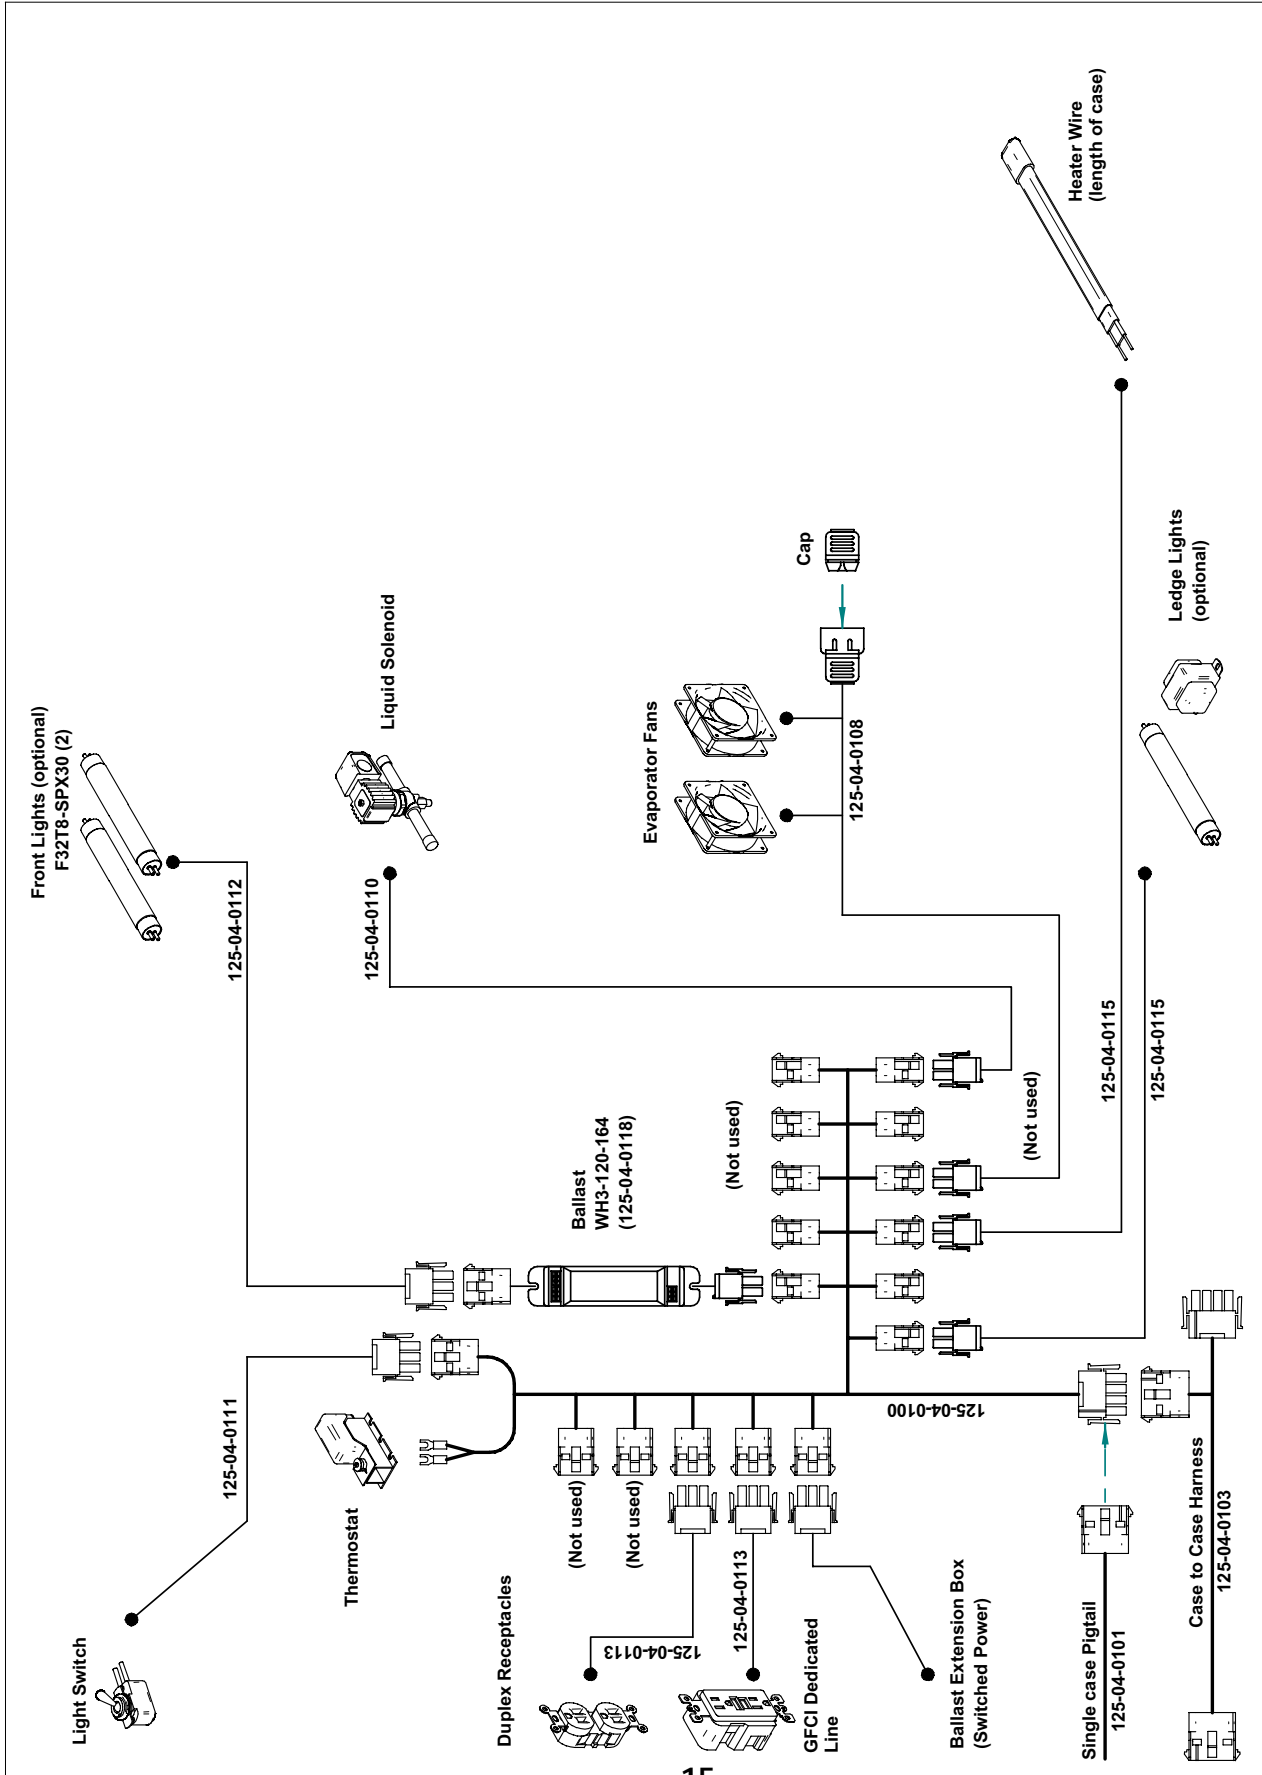 Front Lights (optional)
F32T8-SPX30 (2)
125-04-0112
Liquid Solenoid
125-04-0110
Light Switch
125-04-0111
Thermostat
Ballast
WH3-120-164
(125-04-0118)
Evaporator Fans
Cap
125-04-0108
Heater Wire
(length of case)
Duplex Receptacles
125-04-0113
(Not used)
(Not used)
(Not used)
(Not used)
GFCI Dedicated
Line
125-04-0113
Ballast Extension Box
(Switched Power)
125-04-0100
125-04-0115
125-04-0115
Ledge Lights
(optional)
Single case Pigtail
125-04-0101
Case to Case Harness
125-04-0103